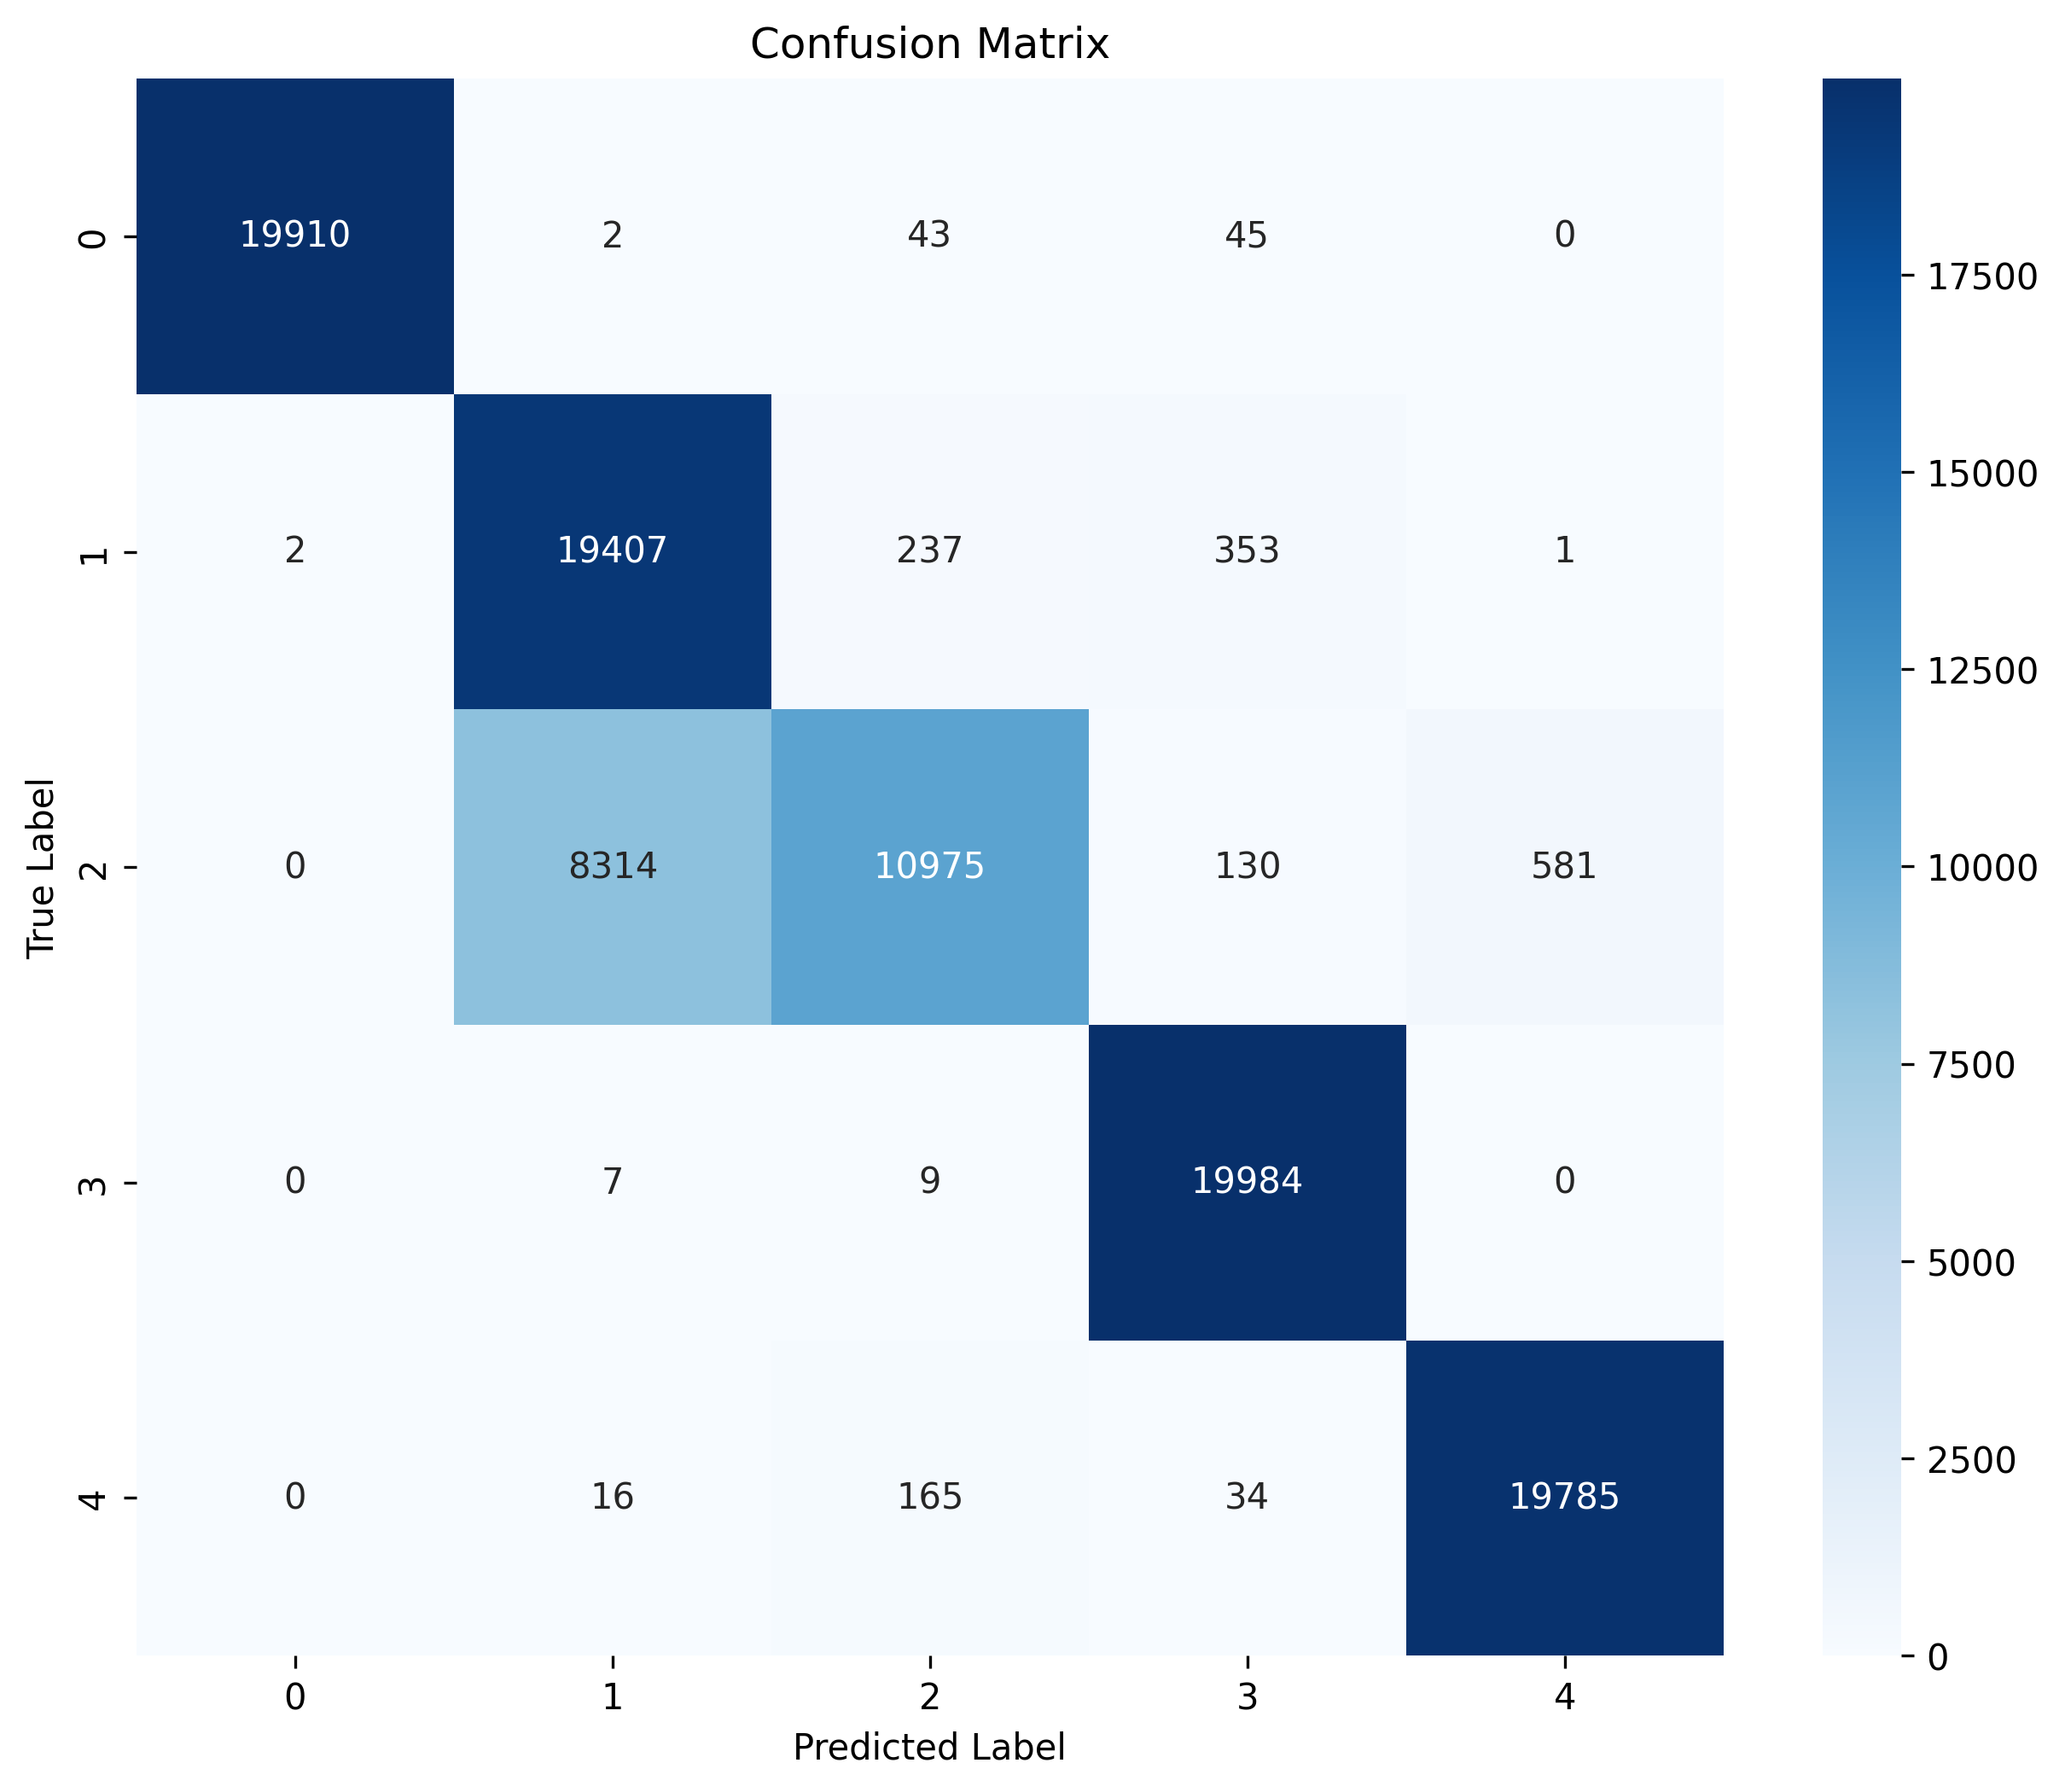 Confusion Matrix
True Label
0 19910 2 43 45 0
1 2 19407 237 353 1
2 0 8314 10975 130 581
3 0 7 9 19984 0
4 0 16 165 34 19785
0 1 2 3 4
Predicted Label
17500
15000
12500
10000
7500
5000
2500
0